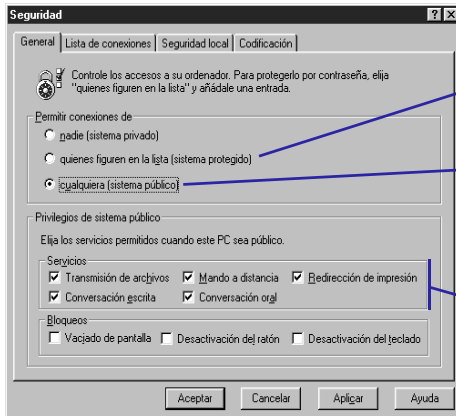 Seguridad
General Lista de conexiones Seguridad local Codificación
Controle los accesos a su ordenador. Para protegerlo por contraseña, elija
"quienes figuren en la lista" y añádale una entrada.
Permitir conexiones de
nadie (sistema privado)
quienes figuren en la lista (sistema protegido)
cualquiera (sistema público)
Privilegios de sistema público
Elija los servicios permitidos cuando este PC sea público.
Servicios
Transmisión de archivos Mando a distancia Redirección de impresión
Conversación escrita Conversación oral
Bloqueos
Vaciado de pantalla Desactivación del ratón Desactivación del teclado
Aceptar Cancelar Aplicar Ayuda